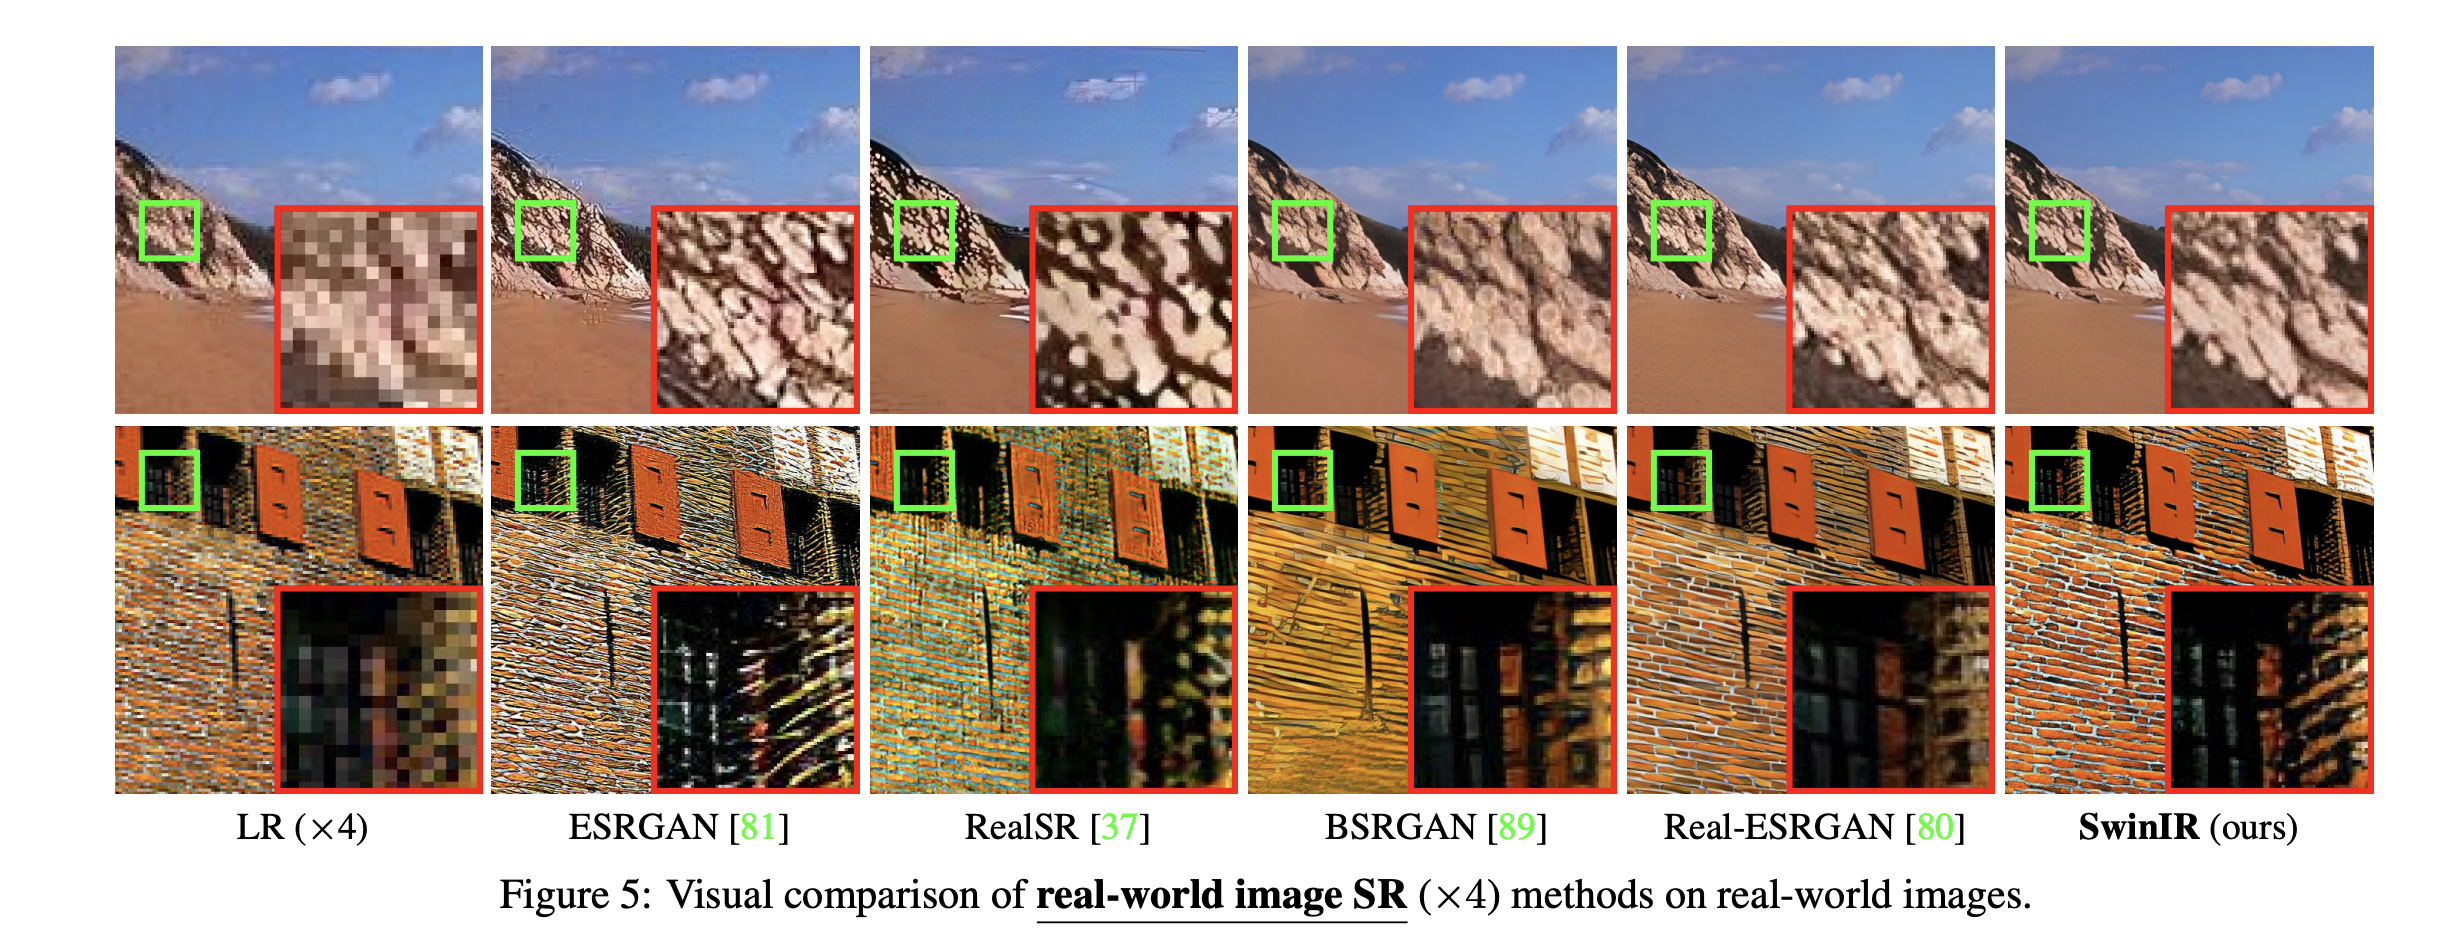 LR (×4) ESRGAN [81] RealSR [37] BSRGAN [89] Real-ESRGAN [80] SwinIR (ours)
Figure 5: Visual comparison of real-world image SR (×4) methods on real-world images.